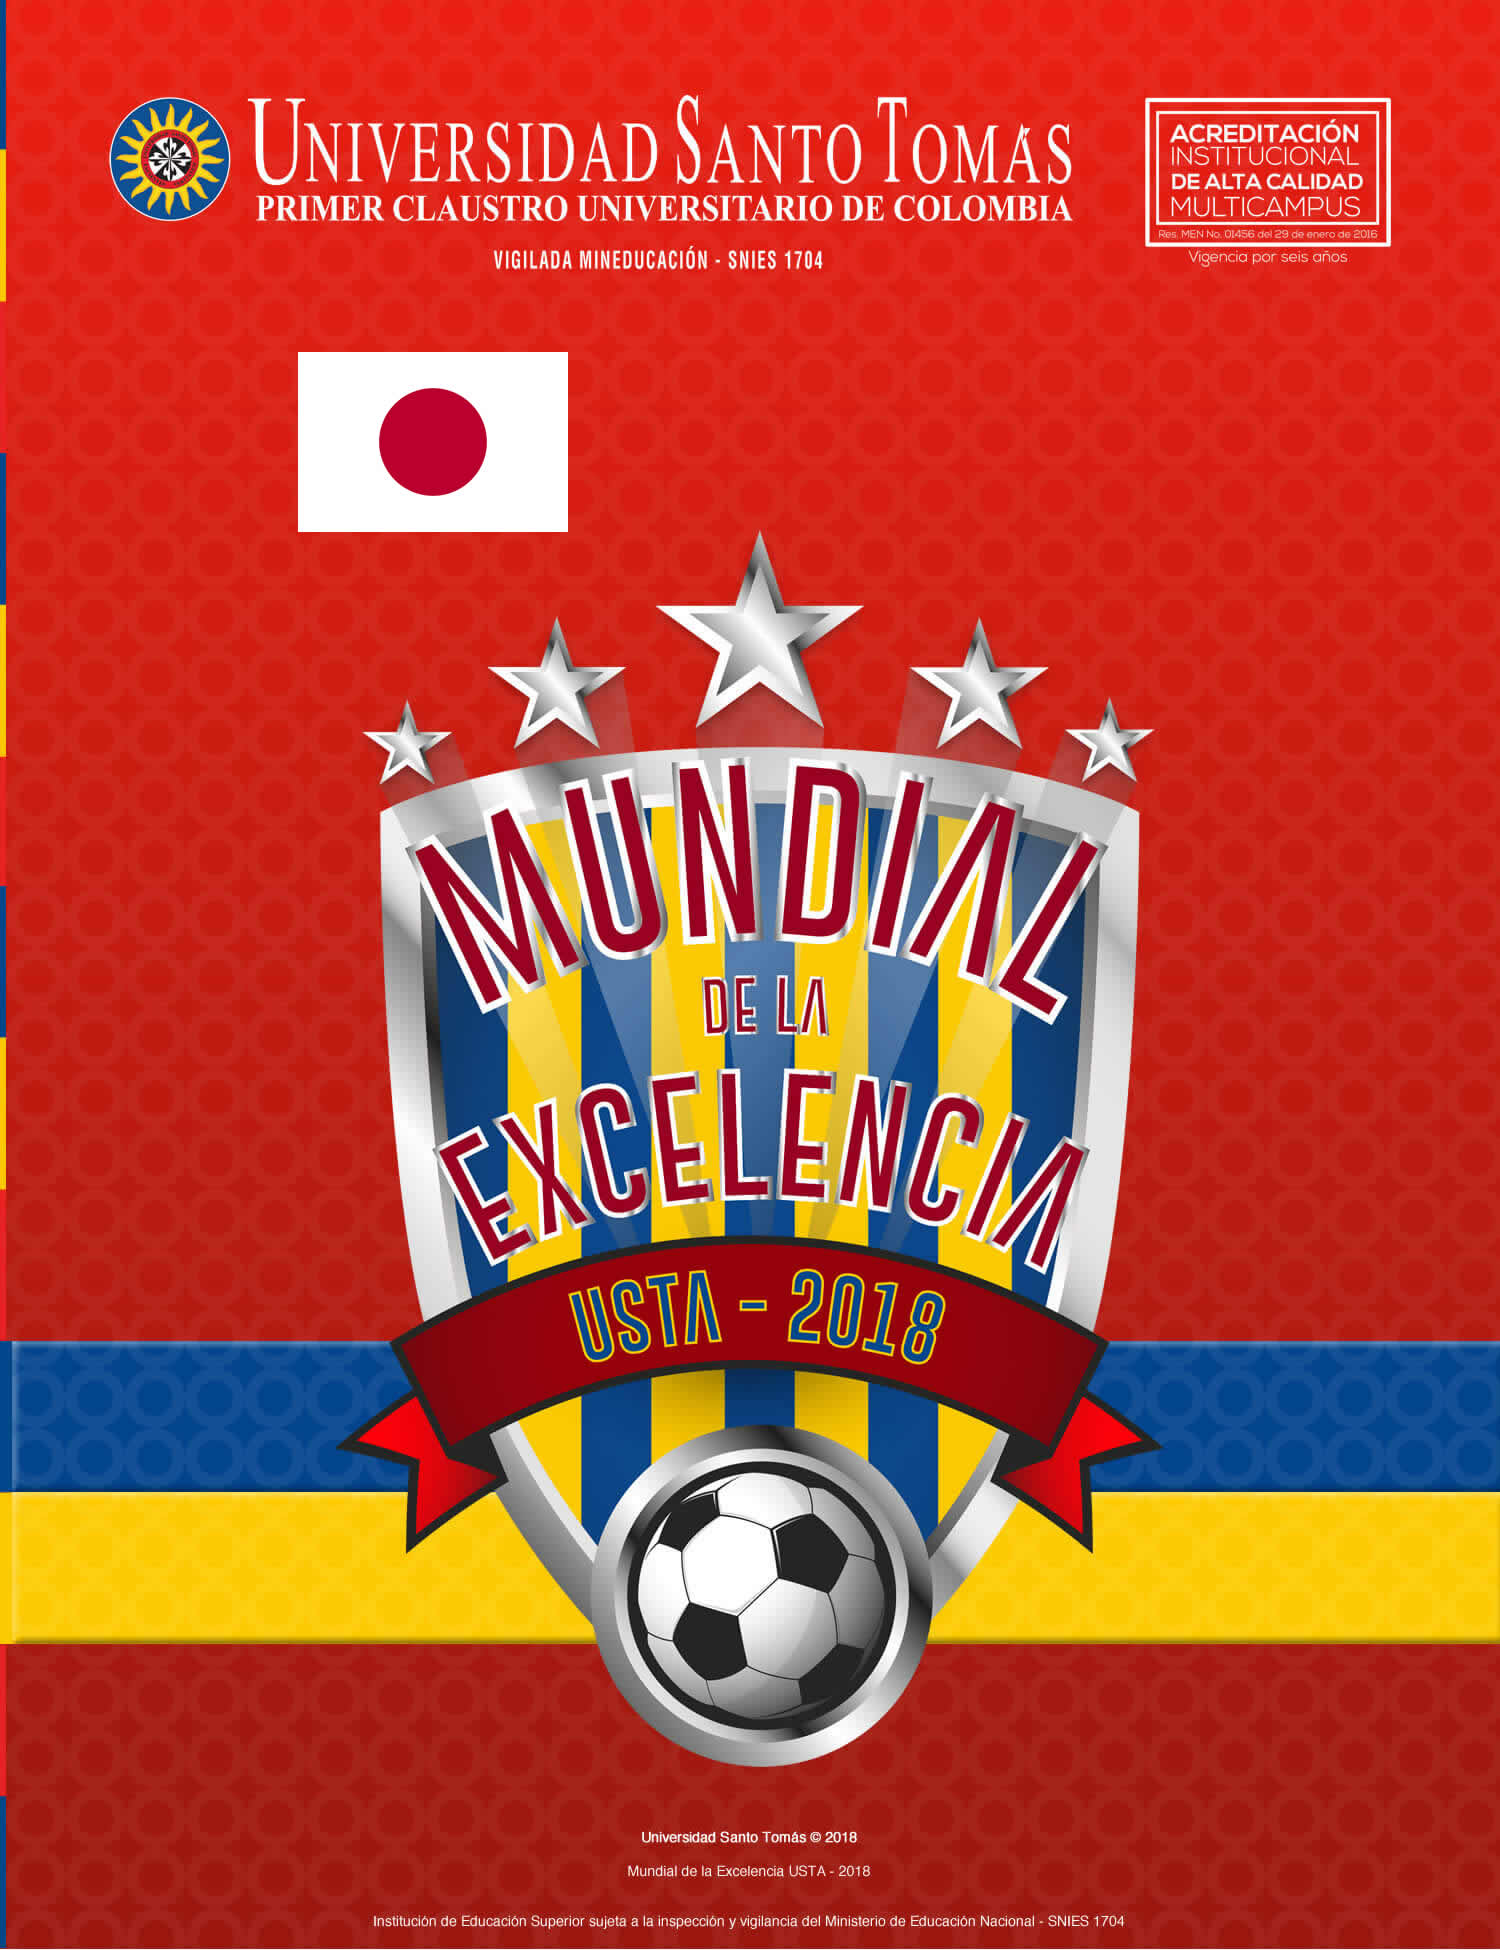 UNIVERSIDAD SANTO TOMÁS
PRIMER CLAUSTRO UNIVERSITARIO DE COLOMBIA
VIGILADA MINEDUCACIÓN - SNIES 1704
ACREDITACIÓN
INSTITUCIONAL
DE ALTA CALIDAD
MULTICAMPUS
Res. MEN No. 01456 del 29 de enero de 2016
Vigencia por seis años
MUNDIAL
DE LA
EXCELENCIA
USTA - 2018
Universidad Santo Tomás © 2018
Mundial de la Excelencia USTA - 2018
Institución de Educación Superior sujeta a la inspección y vigilancia del Ministerio de Educación Nacional - SNIES 1704